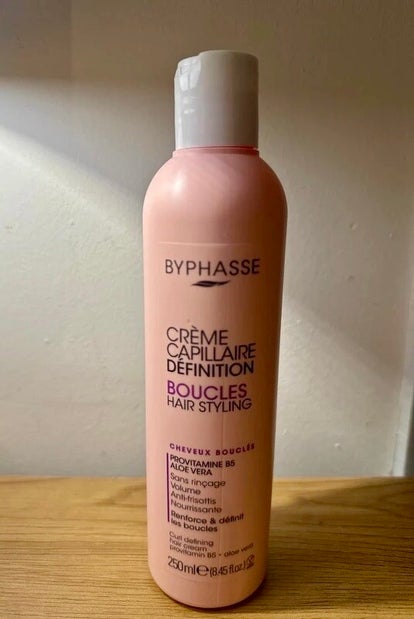 BYPHASSE
CRÈME
CAPILLAIRE
DÉFINITION
BOUCLES
HAIR STYLING
CHEVEUX BOUCLÉS
PROVITAMINE B5
ALOE VERA
Sans rinçage
Volume
Anti-frisottis
Nourrissante
Renforce & définit
les boucles
Curl defining
hair cream
provitamin B5 • aloe vera
250ml℮(8.45 fl.oz.)